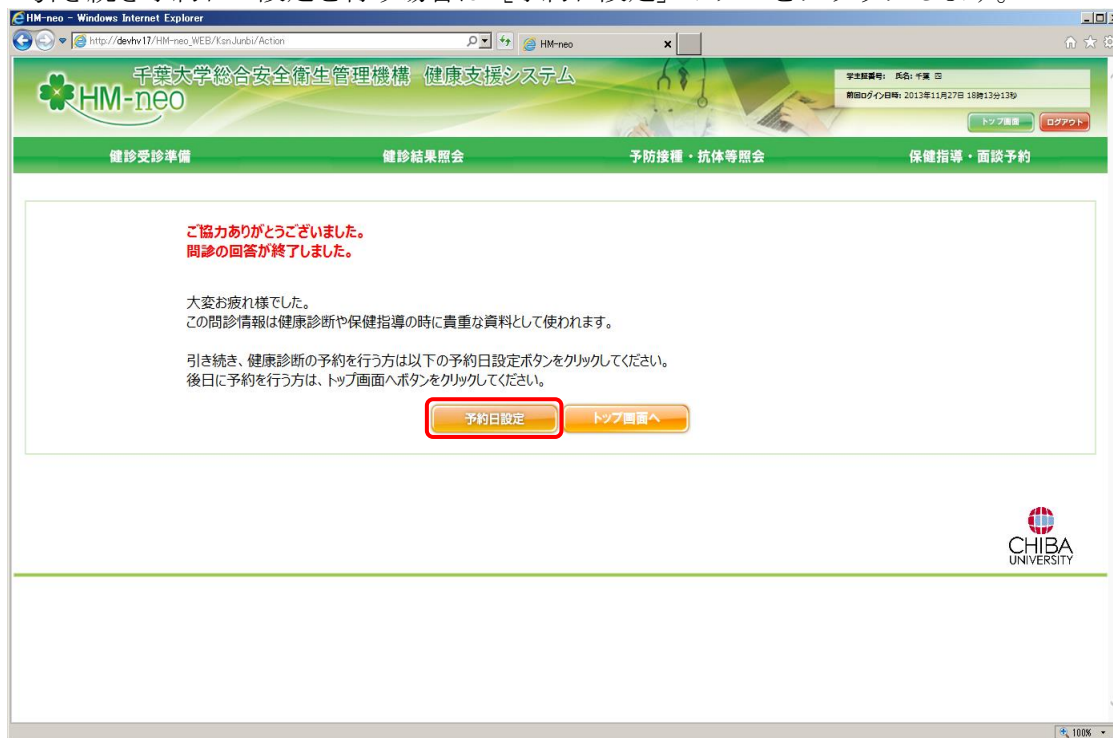 HM-neo - Windows Internet Explorer
http://devhv17/HM-neo_WEB/KsnJunbi/Action
HM-neo
千葉大学総合安全衛生管理機構 健康支援システム
HM-neo
学生証番号: 氏名: 千葉 四
前回ログイン日時: 2013年11月27日 18時13分13秒
トップ画面 ログアウト
健診受診準備 健診結果照会 予防接種・抗体等照会 保健指導・面談予約
ご協力ありがとうございました。
問診の回答が終了しました。
大変お疲れ様でした。
この問診情報は健康診断や保健指導の時に貴重な資料として使われます。
引き続き、健康診断の予約を行う方は以下の予約日設定ボタンをクリックしてください。
後日に予約を行う方は、トップ画面へボタンをクリックしてください。
予約日設定 トップ画面へ
CHIBA
UNIVERSITY
100%